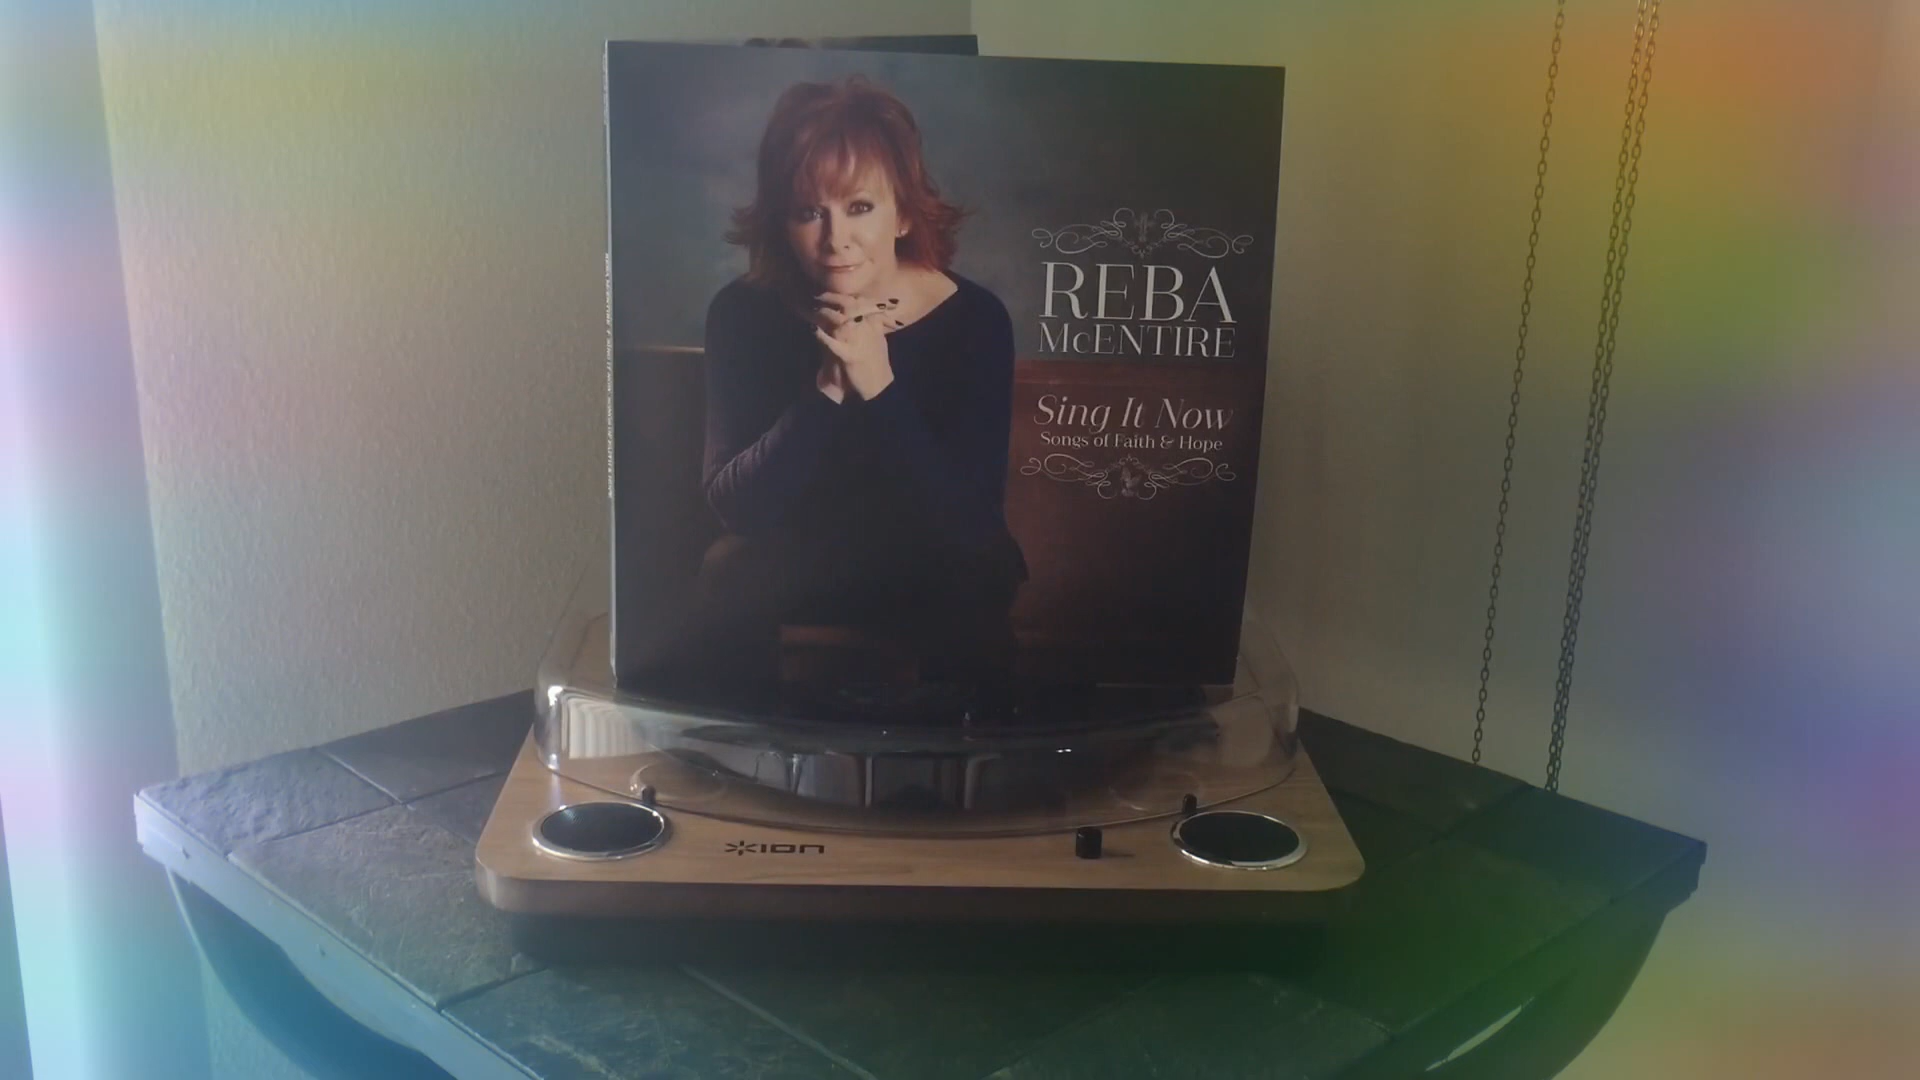 REBA
McENTIRE
Sing It Now
Songs of Faith & Hope
ION